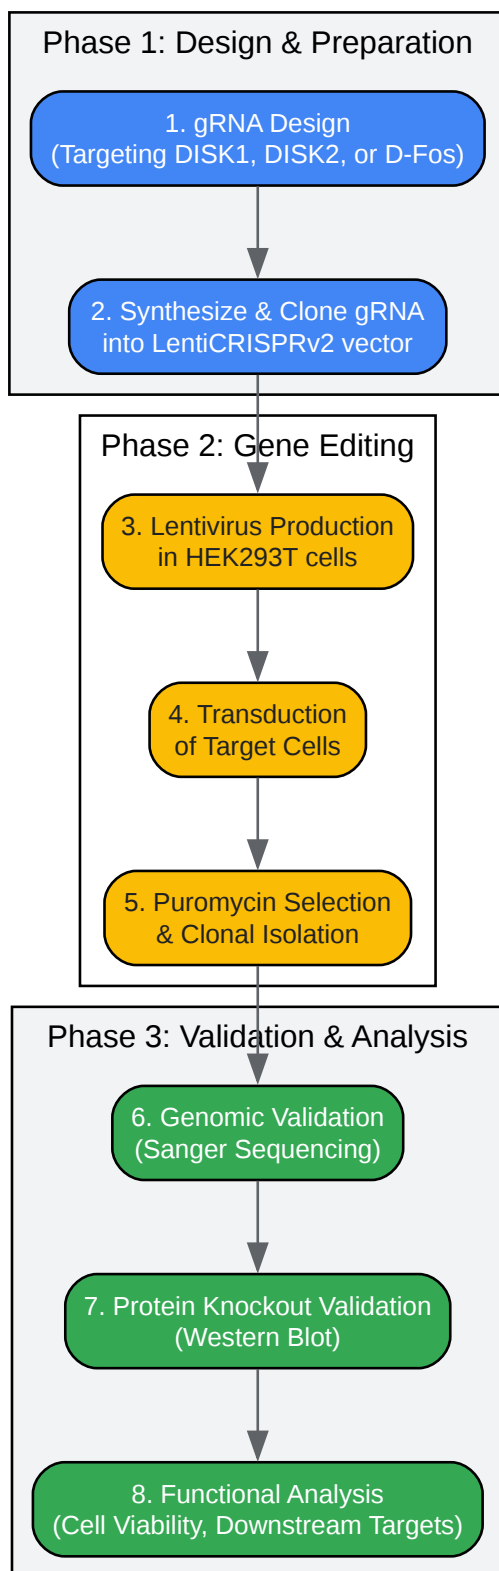 Phase 1: Design & Preparation
1. gRNA Design
(Targeting DISK1, DISK2, or D-Fos)
2. Synthesize & Clone gRNA
into LentiCRISPRv2 vector
Phase 2: Gene Editing
3. Lentivirus Production
in HEK293T cells
4. Transduction
of Target Cells
5. Puromycin Selection
& Clonal Isolation
Phase 3: Validation & Analysis
6. Genomic Validation
(Sanger Sequencing)
7. Protein Knockout Validation
(Western Blot)
8. Functional Analysis
(Cell Viability, Downstream Targets)